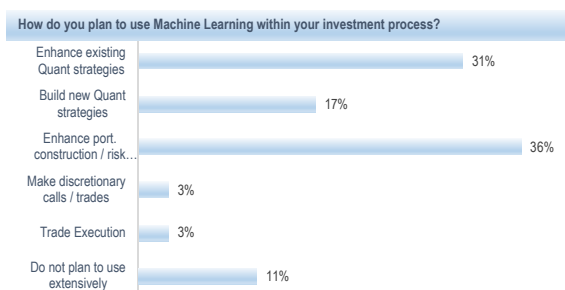 How do you plan to use Machine Learning within your investment process?
Enhance existing
Quant strategies
31%
Build new Quant
strategies
17%
Enhance port.
construction / risk…
36%
Make discretionary
calls / trades
3%
Trade Execution
3%
Do not plan to use
extensively
11%